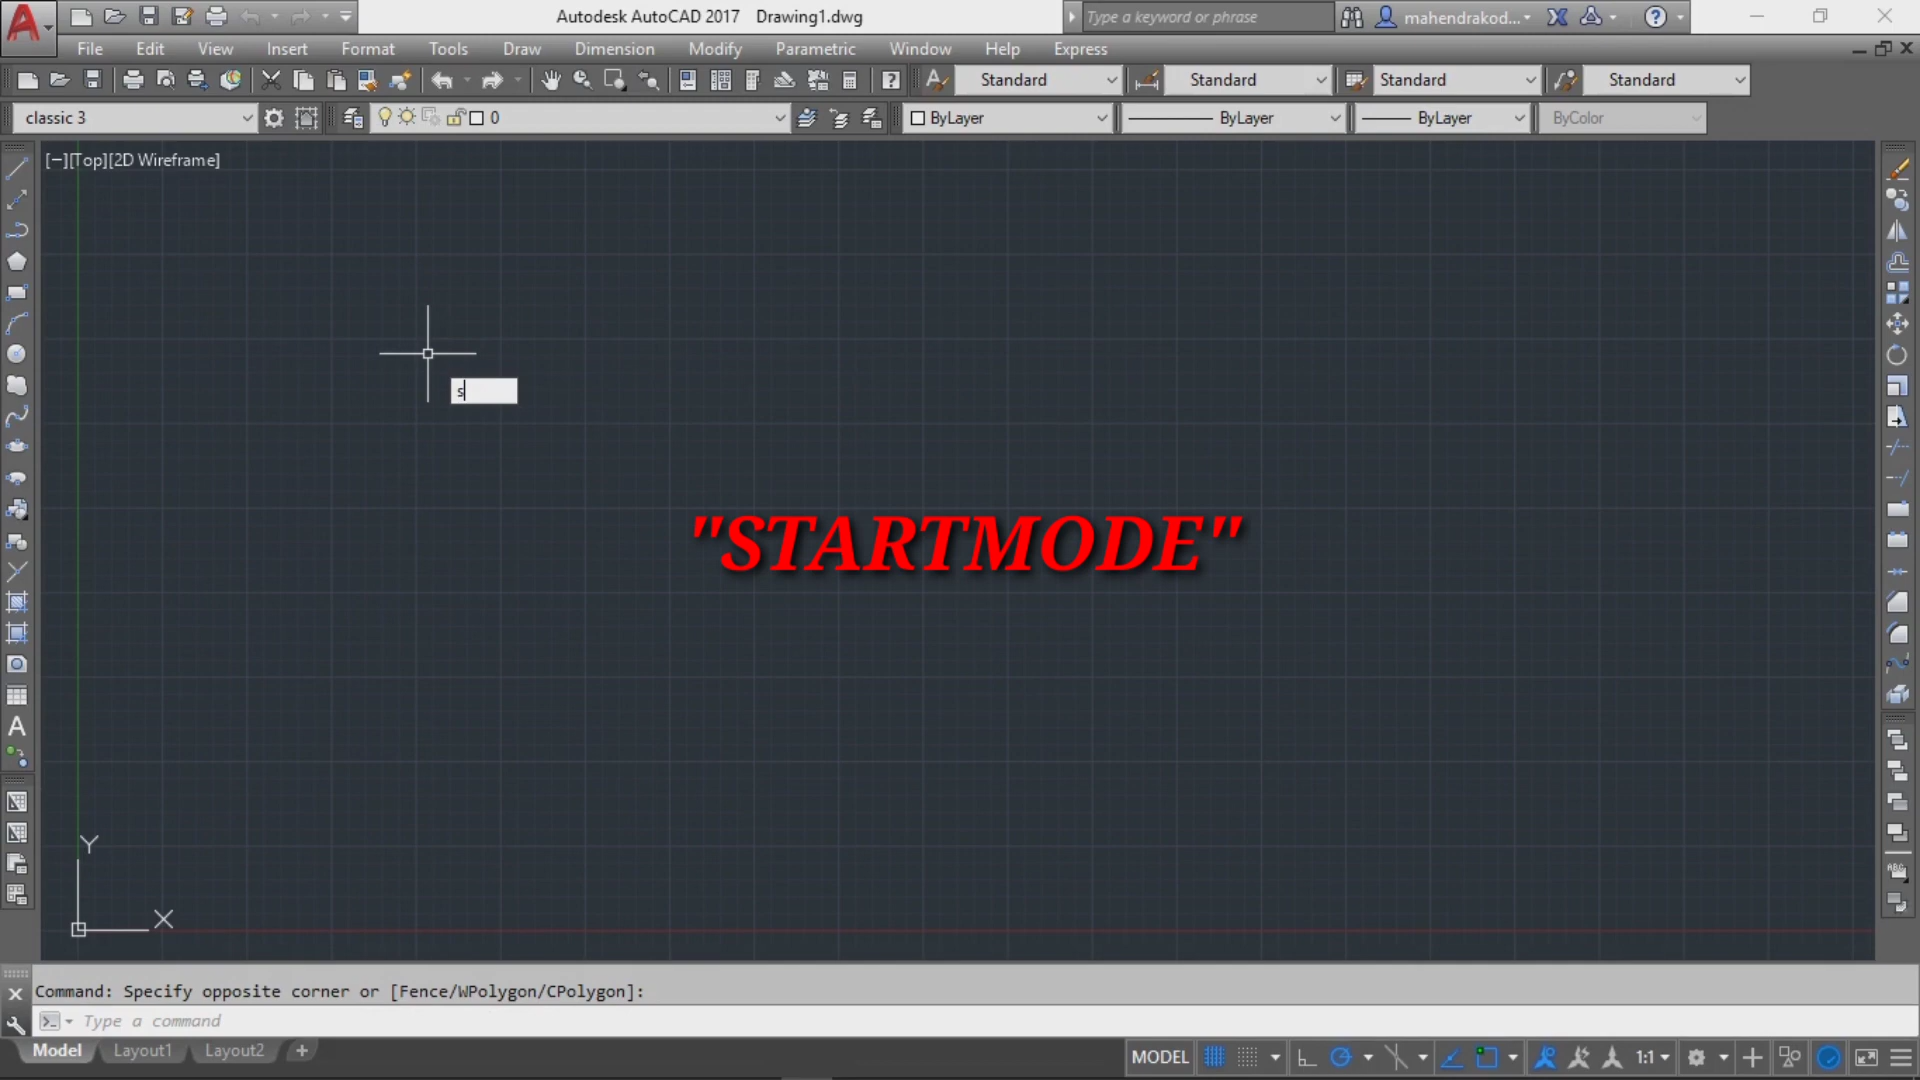 Autodesk AutoCAD 2017 Drawing1.dwg
Type a keyword or phrase
mahendrakod...
File Edit View Insert Format Tools Draw Dimension Modify Parametric Window Help Express
Standard Standard Standard Standard
classic 3 0 ByLayer ByLayer ByLayer ByColor
[−][Top][2D Wireframe]
s
"STARTMODE"
A
Y
X
ABC
Command: Specify opposite corner or [Fence/WPolygon/CPolygon]:
Type a command
Model Layout1 Layout2 +
MODEL 1:1